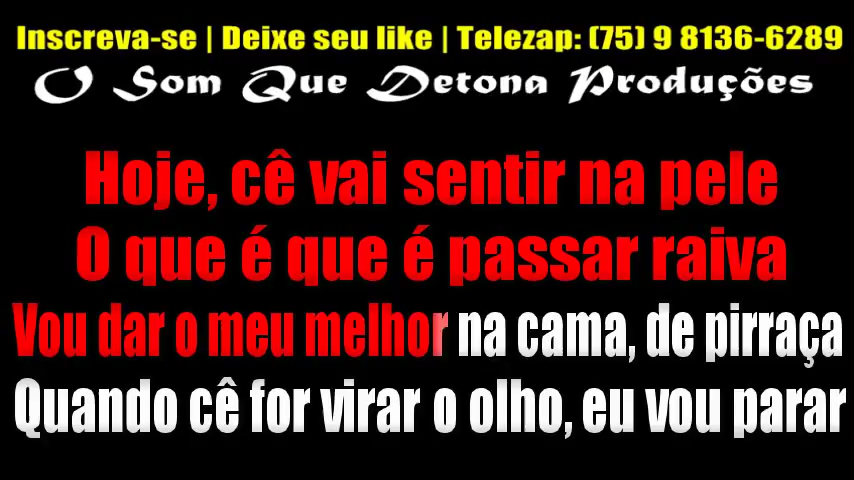 Inscreva-se | Deixe seu like | Telezap: (75) 9 8136-6289
O Som Que Detona Produções
Hoje, cê vai sentir na pele
O que é que é passar raiva
Vou dar o meu melhor na cama, de pirraça
Quando cê for virar o olho, eu vou parar